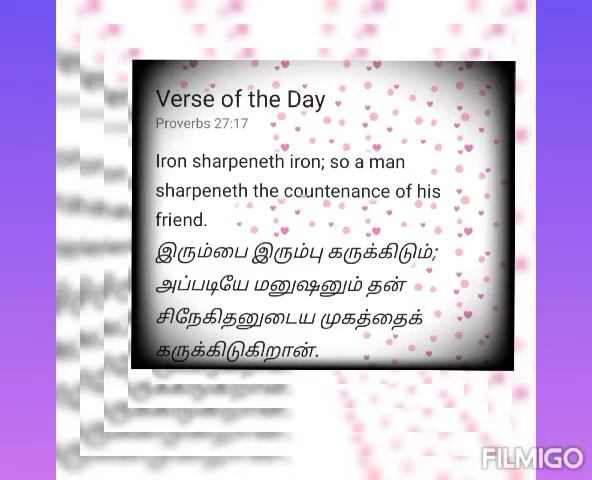 Verse of the Day
Proverbs 27:17
Iron sharpeneth iron; so a man
sharpeneth the countenance of his
friend.
இரும்பை இரும்பு கருக்கிடும்;
அப்படியே மனுஷனும் தன்
சிநேகிதனுடைய முகத்தைக்
கருக்கிடுகிறான்.
FILMIGO